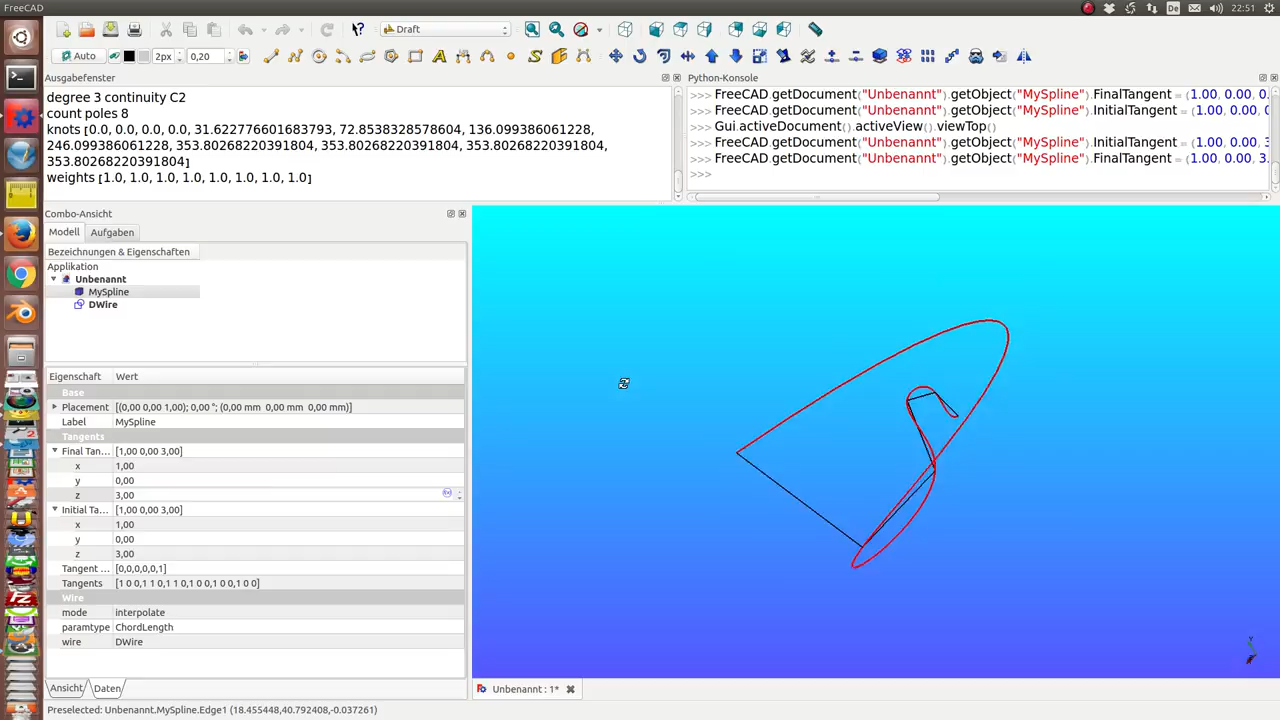 FreeCAD
De
22:51
Draft
Auto
2px
0,20
Ausgabefenster
degree 3 continuity C2
count poles 8
knots [0.0, 0.0, 0.0, 0.0, 31.622776601683793, 72.8538328578604, 136.099386061228,
246.099386061228, 353.80268220391804, 353.80268220391804, 353.80268220391804,
353.80268220391804]
weights [1.0, 1.0, 1.0, 1.0, 1.0, 1.0, 1.0, 1.0]
Python-Konsole
>>> FreeCAD.getDocument("Unbenannt").getObject("MySpline").FinalTangent = (1.00, 0.00, 0
>>> FreeCAD.getDocument("Unbenannt").getObject("MySpline").InitialTangent = (1.00, 0.00,
>>> Gui.activeDocument().activeView().viewTop()
>>> FreeCAD.getDocument("Unbenannt").getObject("MySpline").InitialTangent = (1.00, 0.00, 3
>>> FreeCAD.getDocument("Unbenannt").getObject("MySpline").FinalTangent = (1.00, 0.00, 3.
>>>
Combo-Ansicht
Modell Aufgaben
Bezeichnungen & Eigenschaften
Applikation
Unbenannt
MySpline
DWire
Eigenschaft Wert
Base
Placement [(0,00 0,00 1,00); 0,00 °; (0,00 mm 0,00 mm 0,00 mm)]
Label MySpline
Tangents
Final Tan... [1,00 0,00 3,00]
x 1,00
y 0,00
z 3,00
Initial Ta... [1,00 0,00 3,00]
x 1,00
y 0,00
z 3,00
Tangent ... [0,0,0,0,0,1]
Tangents [1 0 0,1 1 0,1 1 0,1 0 0,1 0 0,1 0 0]
Wire
mode interpolate
paramtype ChordLength
wire DWire
Ansicht Daten
Unbenannt : 1*
Preselected: Unbenannt.MySpline.Edge1 (18.455448,40.792408,-0.037261)